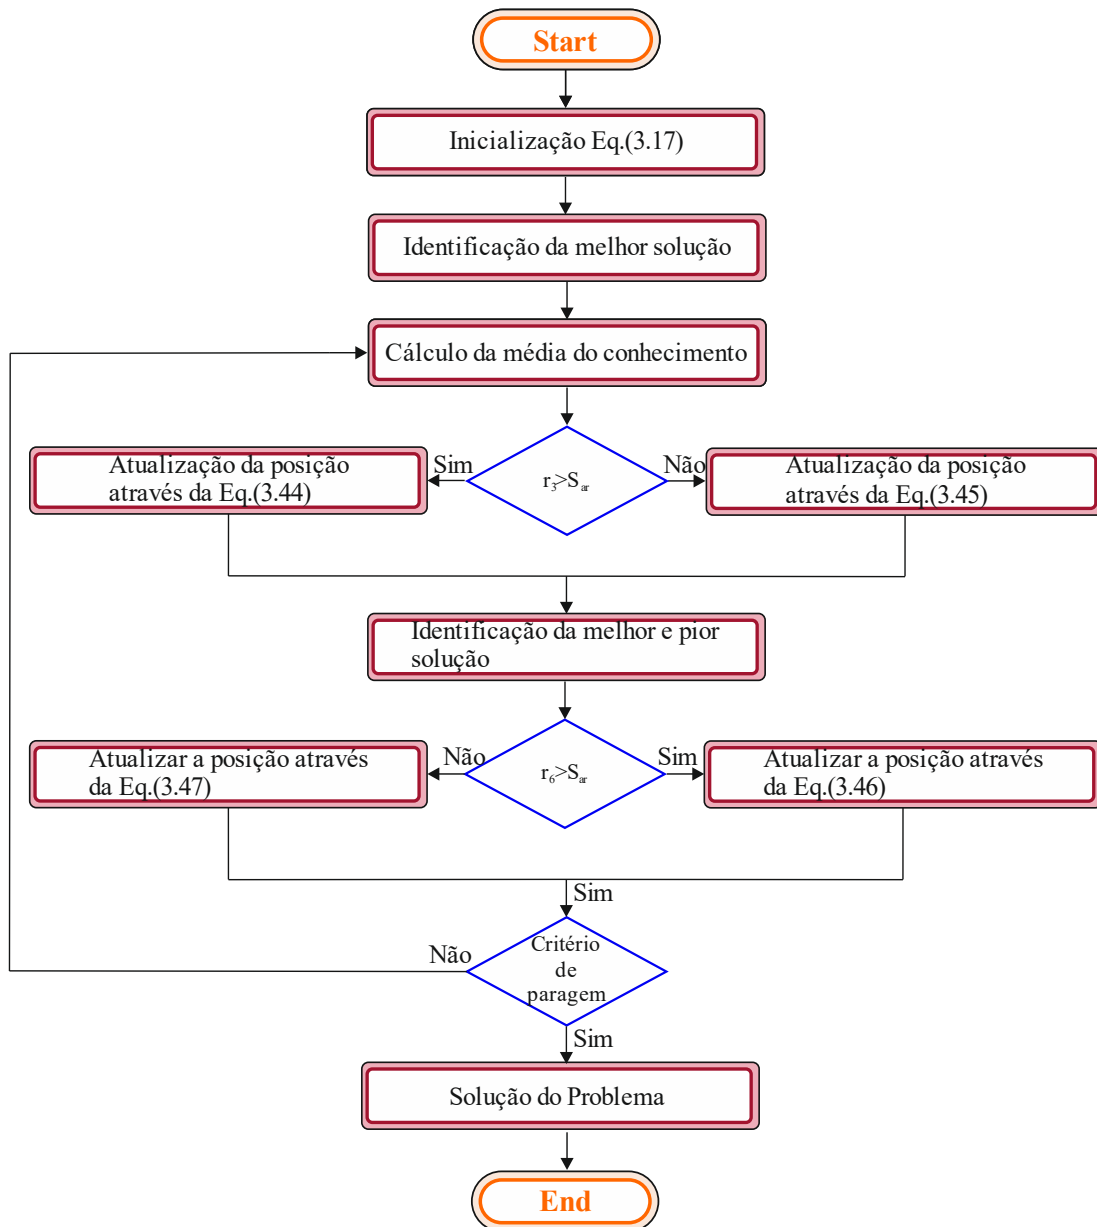 Start
Inicialização Eq.(3.17)
Identificação da melhor solução
Cálculo da média do conhecimento
Sim
Não
Atualização da posição
através da Eq.(3.44)
r₃>Sₐᵣ
Atualização da posição
através da Eq.(3.45)
Identificação da melhor e pior
solução
Não
Sim
Atualizar a posição através
da Eq.(3.47)
r₆>Sₐᵣ
Atualizar a posição através
da Eq.(3.46)
Sim
Não
Critério
de
paragem
Sim
Solução do Problema
End